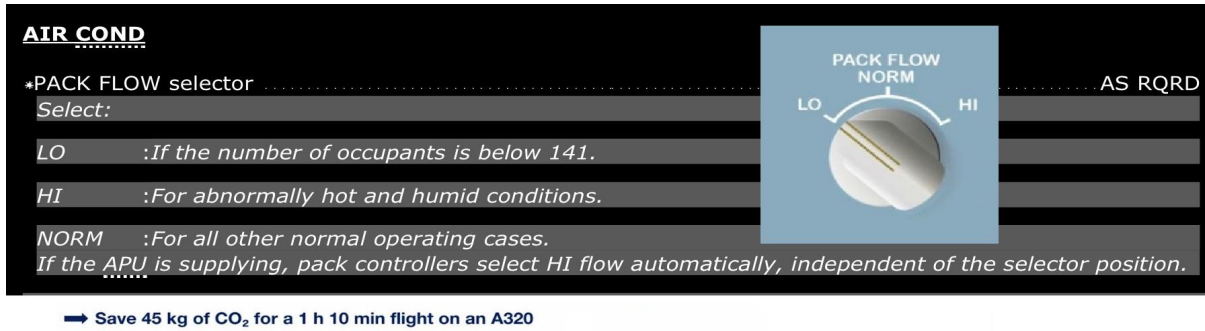 AIR COND
*PACK FLOW selector ........................................ AS RQRD
PACK FLOW
NORM
LO
HI
Select:
LO :If the number of occupants is below 141.
HI :For abnormally hot and humid conditions.
NORM :For all other normal operating cases.
If the APU is supplying, pack controllers select HI flow automatically, independent of the selector position.
➡ Save 45 kg of CO₂ for a 1 h 10 min flight on an A320